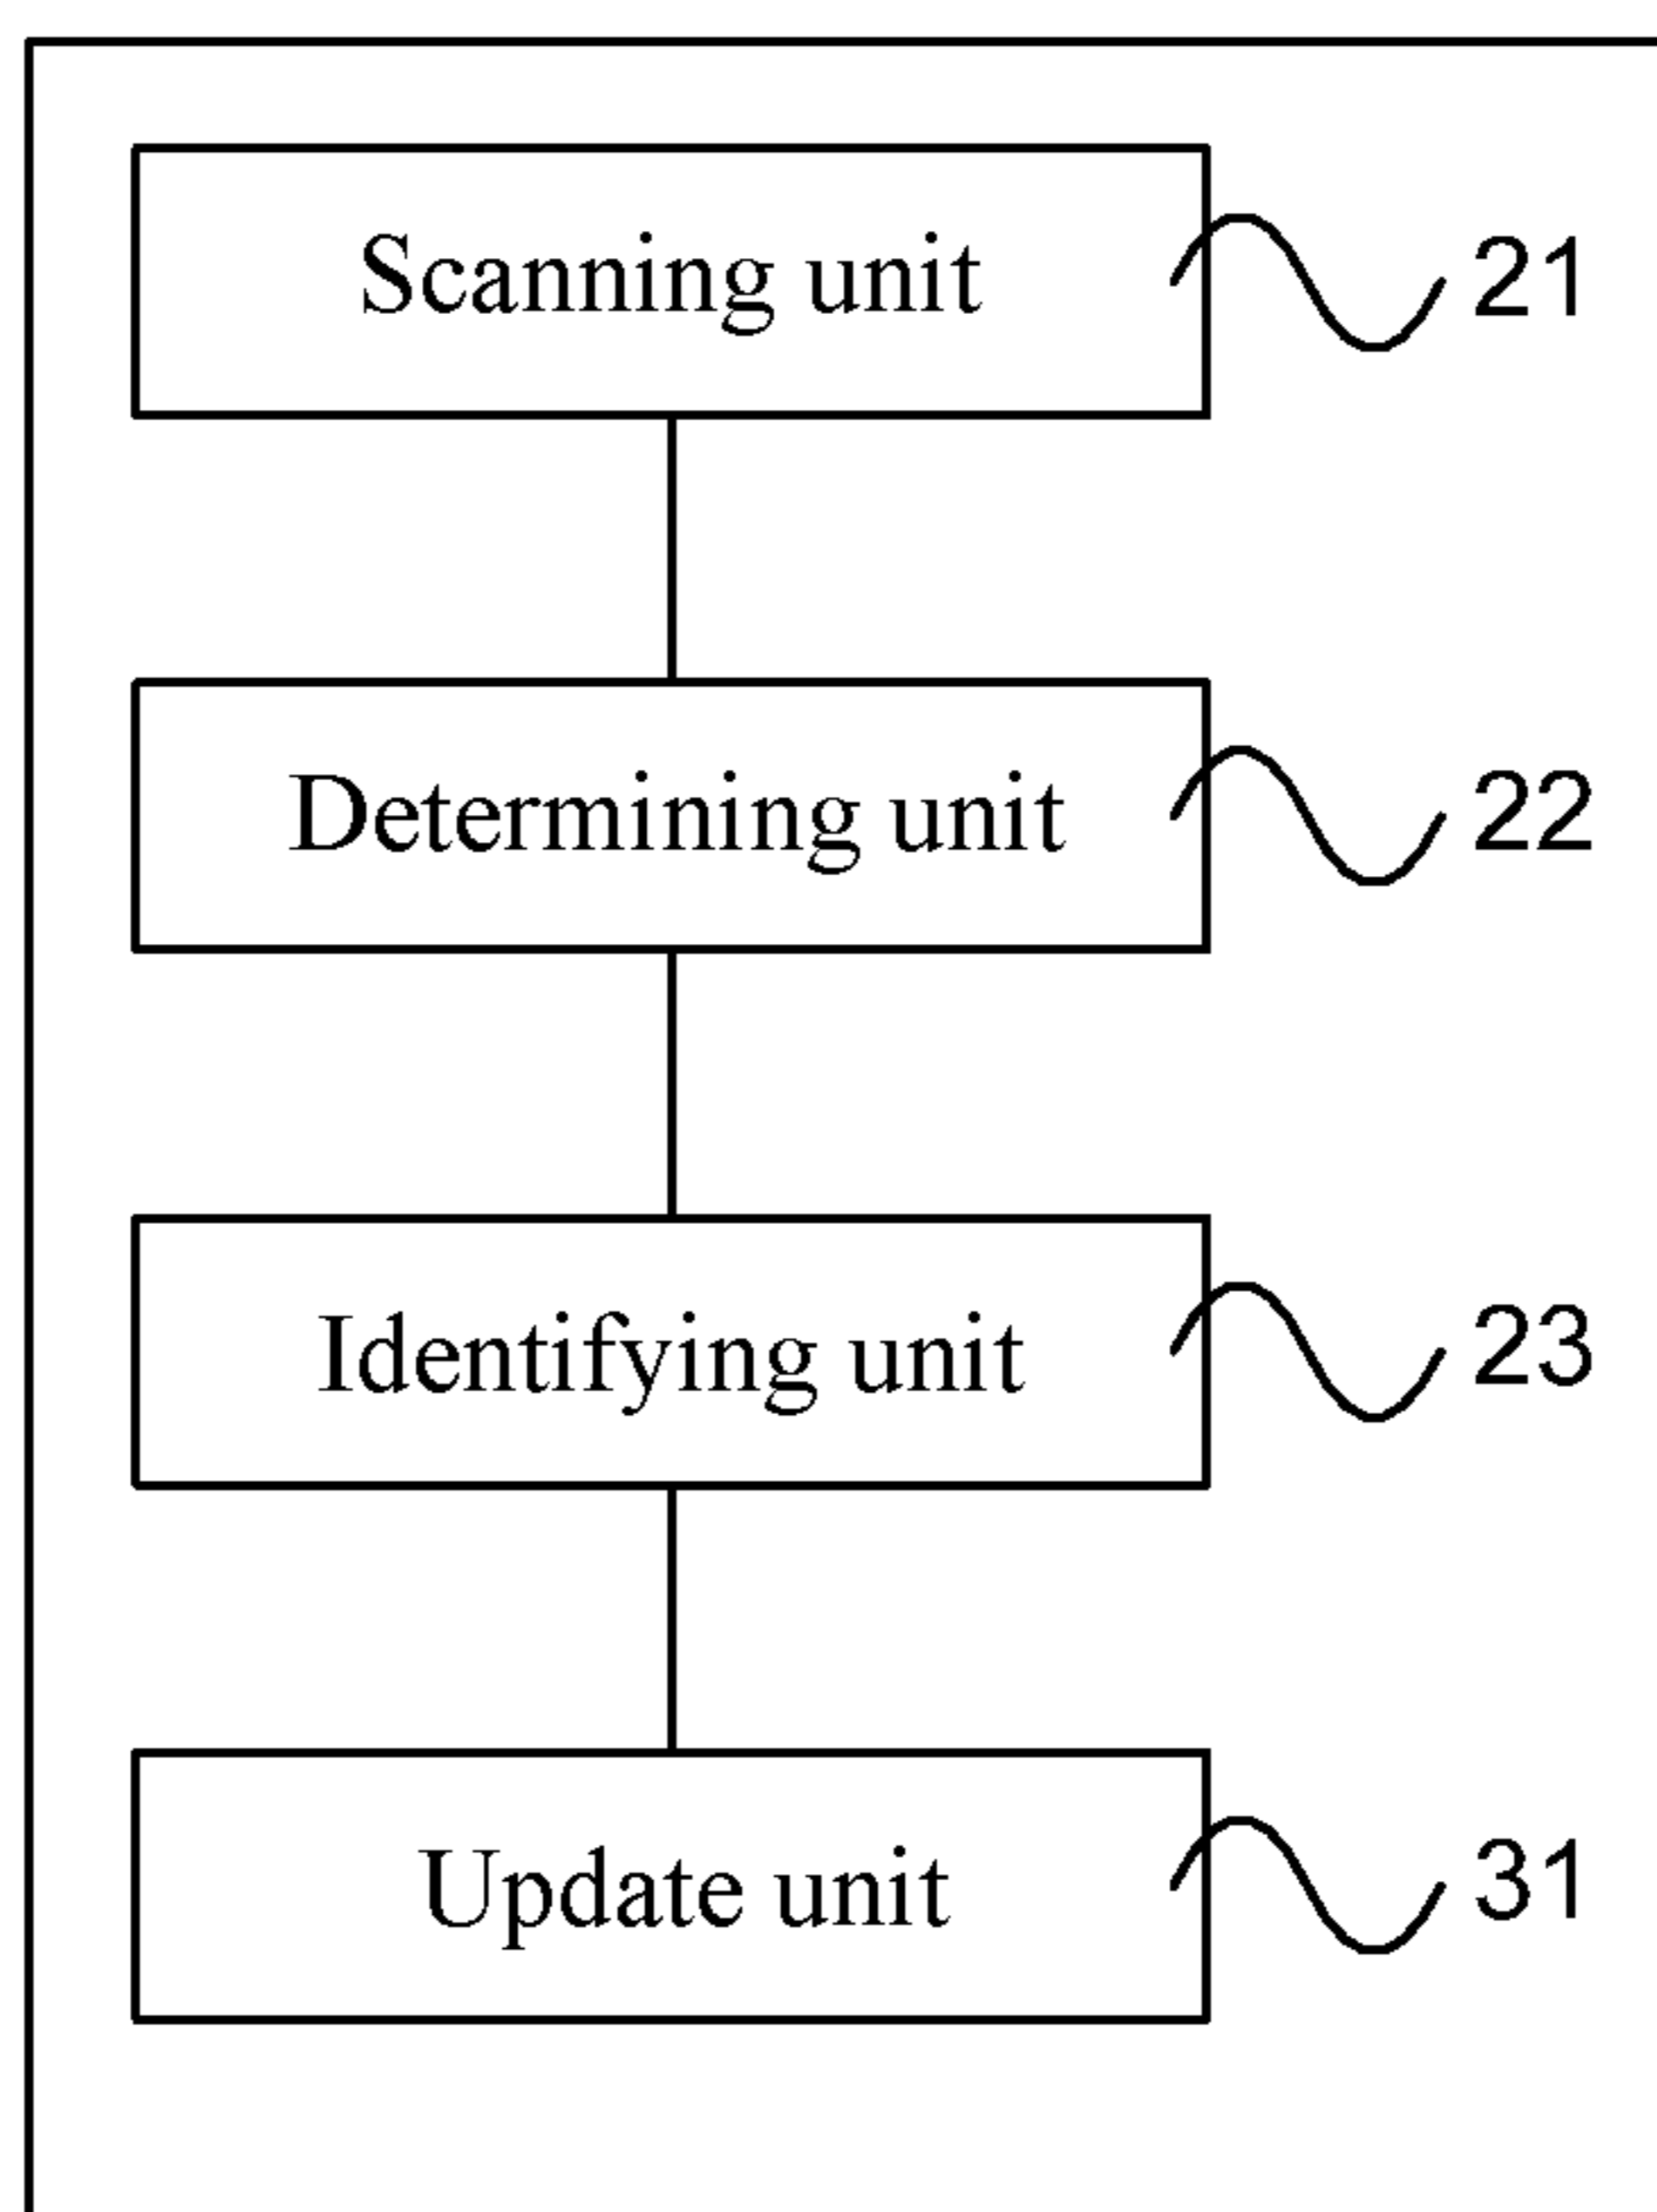 Scanning unit 21
Determining unit 22
Identifying unit 23
Update unit 31